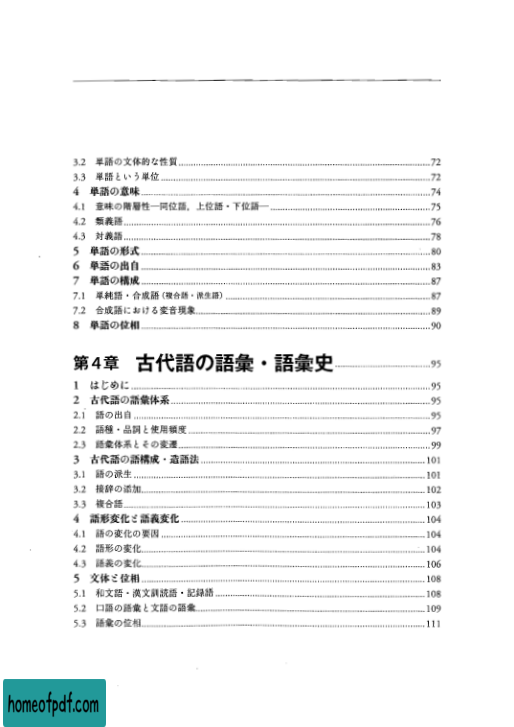 3.2 単語の文体的な性質 72
3.3 単語という単位 72
4 単語の意味 74
4.1 意味の階層性―同位語，上位語・下位語― 75
4.2 類義語 76
4.3 対義語 78
5 単語の形式 80
6 単語の出自 83
7 単語の構成 87
7.1 単純語・合成語（複合語・派生語） 87
7.2 合成語における変音現象 89
8 単語の位相 90
第4章 古代語の語彙・語彙史 95
1 はじめに 95
2 古代語の語彙体系 95
2.1 語の出自 95
2.2 語種・品詞と使用頻度 97
2.3 語彙体系とその変遷 99
3 古代語の語構成・造語法 101
3.1 語の派生 101
3.2 接辞の添加 102
3.3 複合語 103
4 語形変化と語義変化 104
4.1 語の変化の要因 104
4.2 語形の変化 104
4.3 語義の変化 106
5 文体と位相 108
5.1 和文語・漢文訓読語・記録語 108
5.2 口語の語彙と文語の語彙 109
5.3 語彙の位相 111
homeofpdf.com